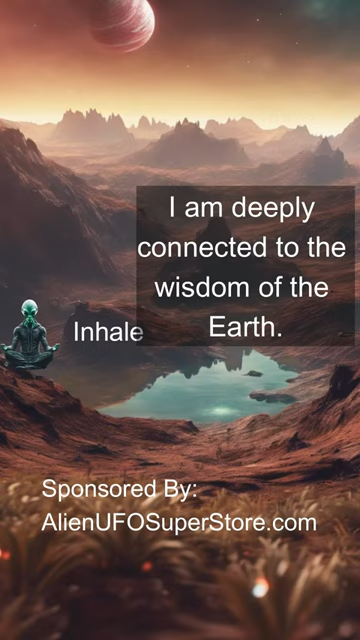 I am deeply
connected to the
wisdom of the
Earth.
Inhale
Sponsored By:
AlienUFOSuperStore.com